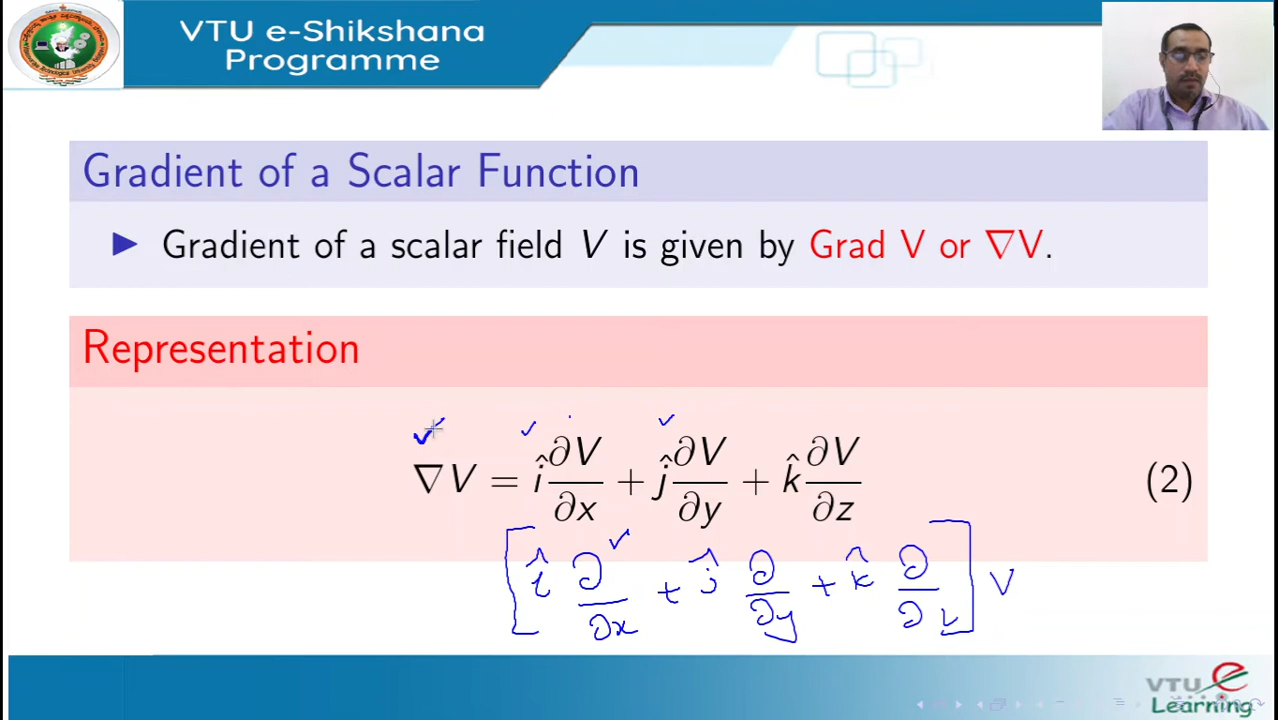 VTU e-Shikshana
Programme
Gradient of a Scalar Function
▶ Gradient of a scalar field V is given by Grad V or ∇V.
Representation
∇V = î ∂V/∂x + ĵ ∂V/∂y + k̂ ∂V/∂z (2)
[î ∂/∂x + ĵ ∂/∂y + k̂ ∂/∂z] V
VTU
Learning